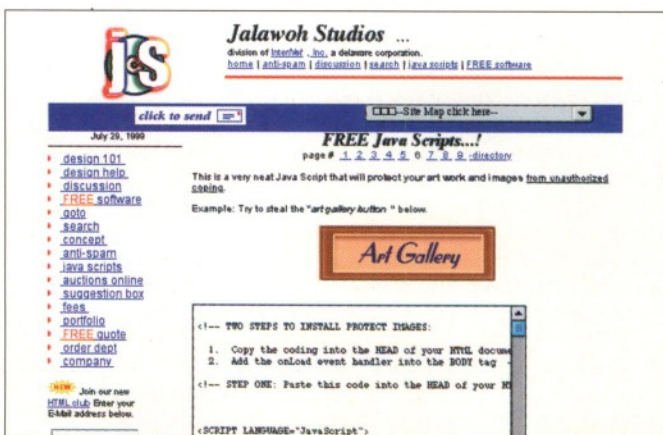 js
Jalawoh Studios ...
division of InterNet , Inc. a delaware corporation.
home | anti-spam | discussion | search | java scripts | FREE software
click to send
--Site Map click here--
July 29, 1999
design 101
design help
discussion
FREE software
goto
search
concept
anti-spam
java scripts
auctions online
suggestion box
fees
portfolio
FREE quote
order dept
company
NEW Join our new
HTML club Enter your
E-Mail address below.
FREE Java Scripts...!
page # 1 2 3 4 5 6 7 8 9 -directory
This is a very neat Java Script that will protect your art work and images from unauthorized
coping.
Example: Try to steal the "art gallery button " below.
Art Gallery
<!-- TWO STEPS TO INSTALL PROTECT IMAGES:
1. Copy the coding into the HEAD of your HTML docume
2. Add the onLoad event handler into the BODY tag
<!-- STEP ONE: Paste this code into the HEAD of your
<SCRIPT LANGUAGE="JavaScript">